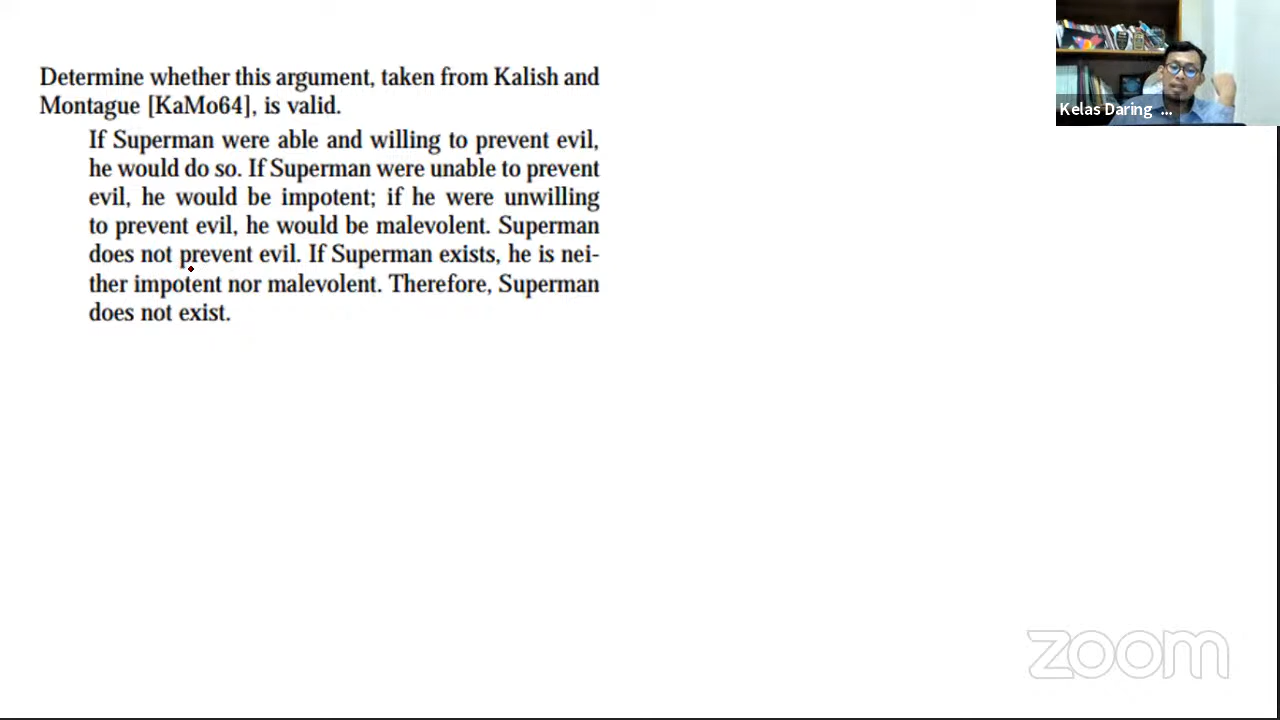 Determine whether this argument, taken from Kalish and
Montague [KaMo64], is valid.
If Superman were able and willing to prevent evil,
he would do so. If Superman were unable to prevent
evil, he would be impotent; if he were unwilling
to prevent evil, he would be malevolent. Superman
does not prevent evil. If Superman exists, he is nei-
ther impotent nor malevolent. Therefore, Superman
does not exist.
Kelas Daring ...
zoom